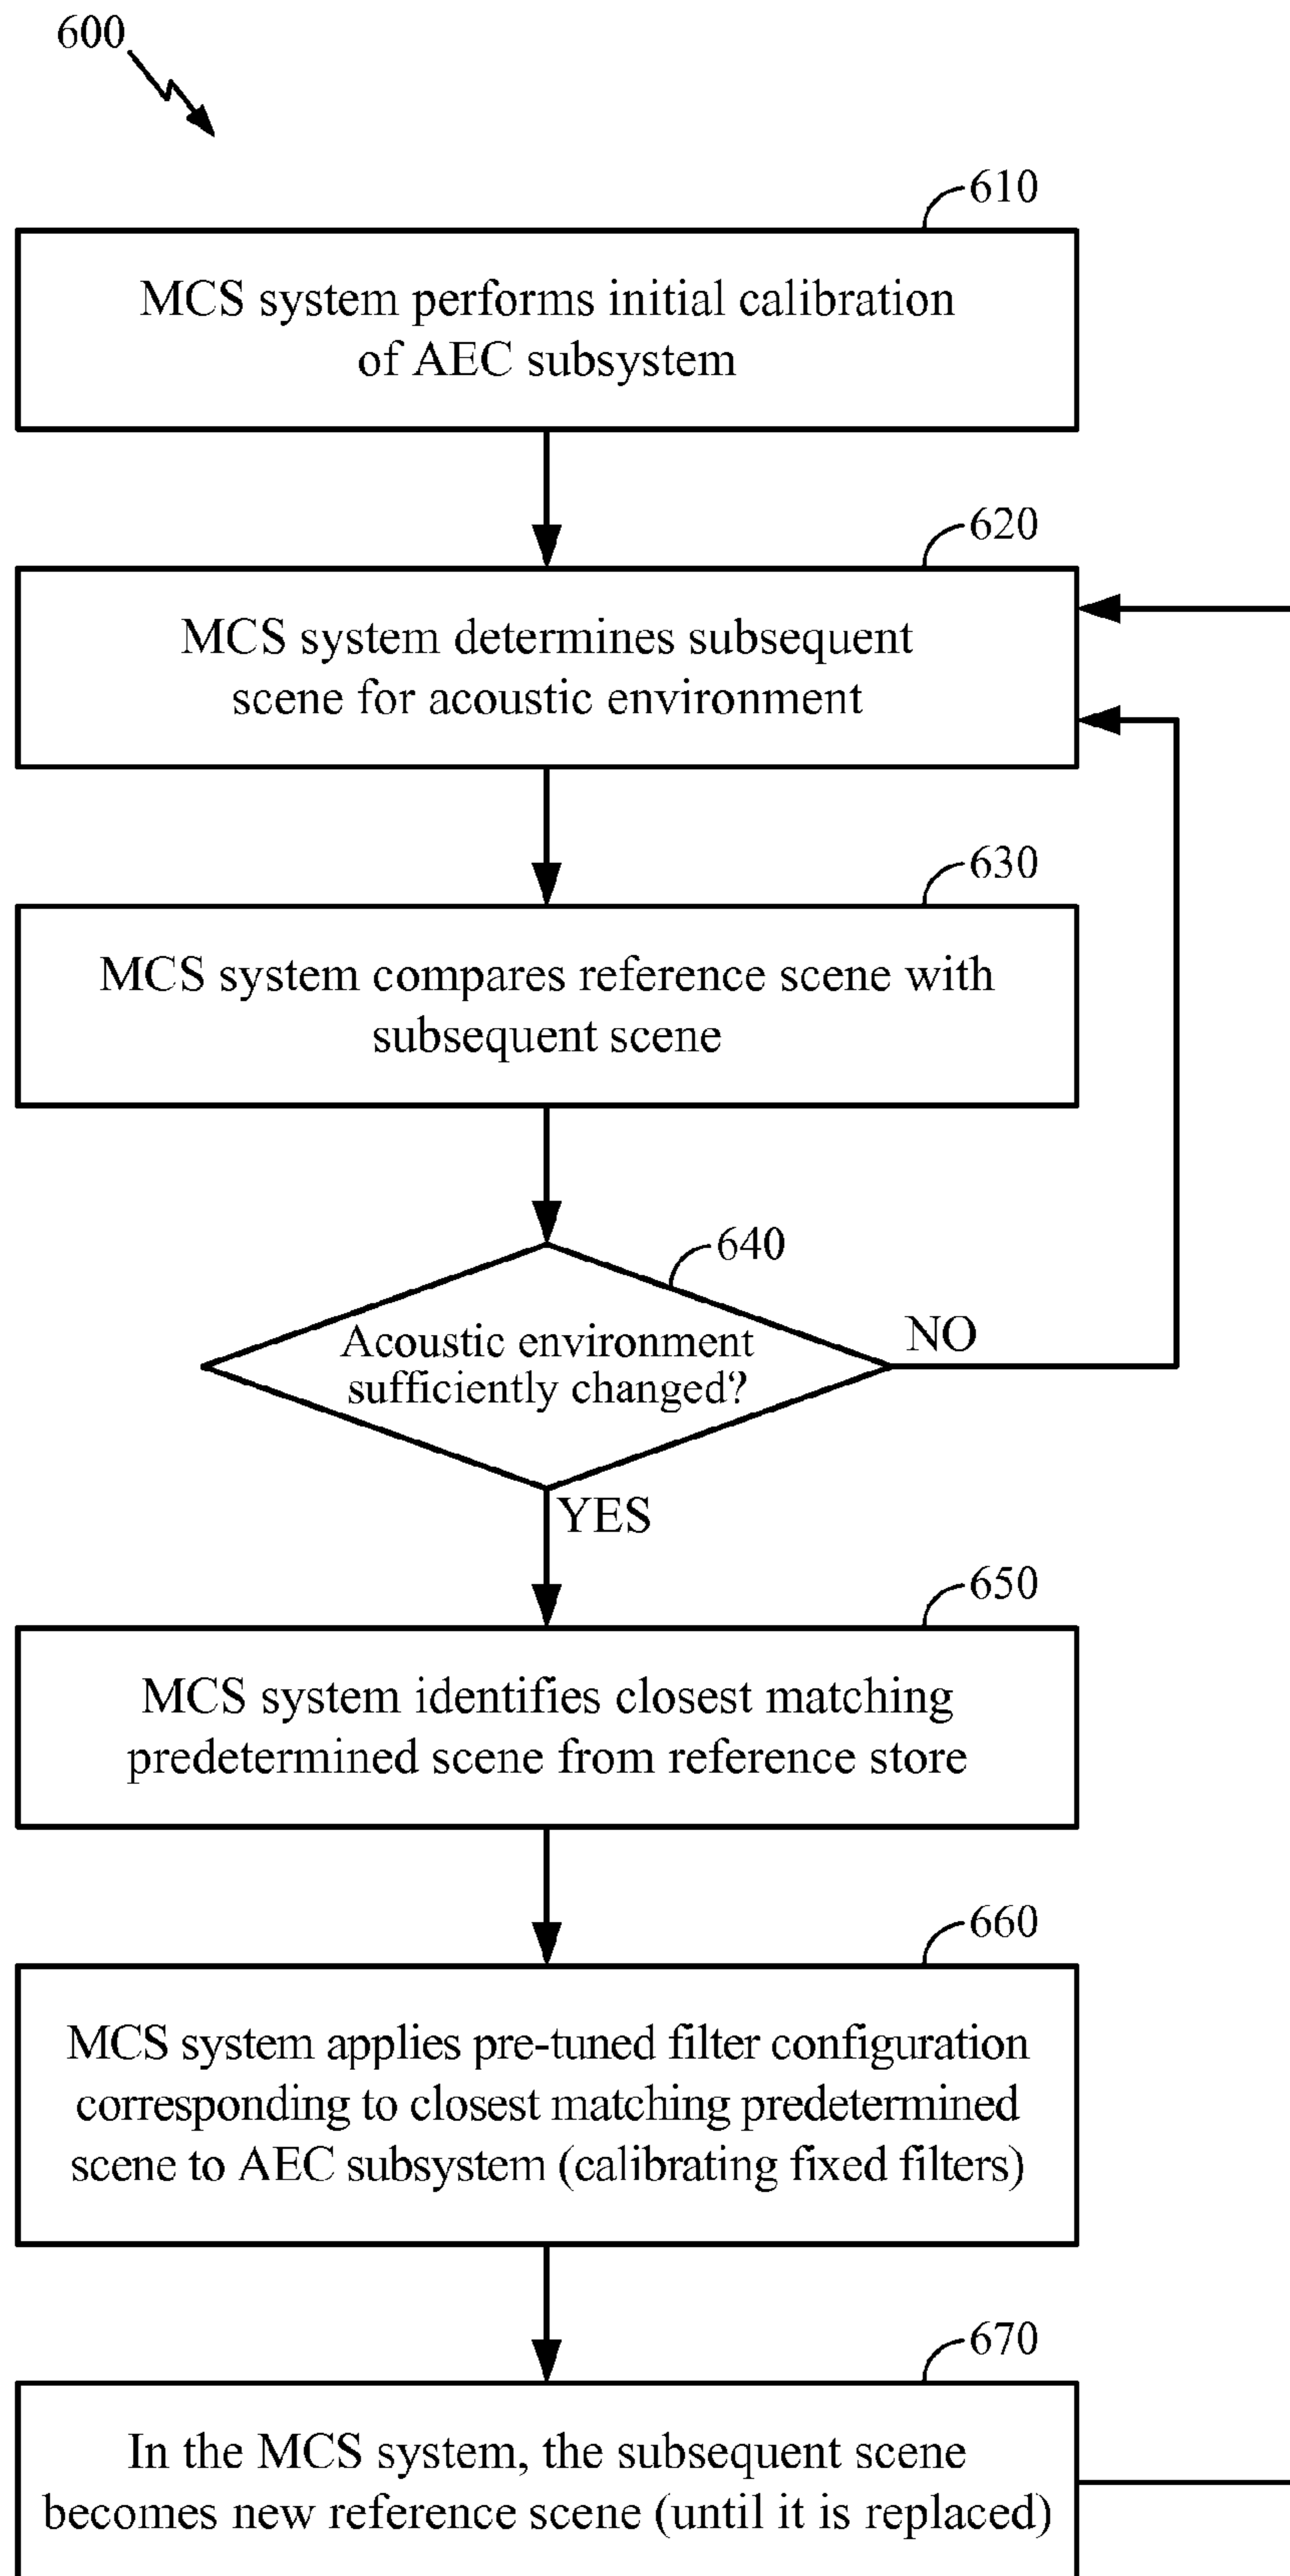 600
610
MCS system performs initial calibration
of AEC subsystem
620
MCS system determines subsequent
scene for acoustic environment
630
MCS system compares reference scene with
subsequent scene
640
Acoustic environment
sufficiently changed?
NO
YES
650
MCS system identifies closest matching
predetermined scene from reference store
660
MCS system applies pre-tuned filter configuration
corresponding to closest matching predetermined
scene to AEC subsystem (calibrating fixed filters)
670
In the MCS system, the subsequent scene
becomes new reference scene (until it is replaced)